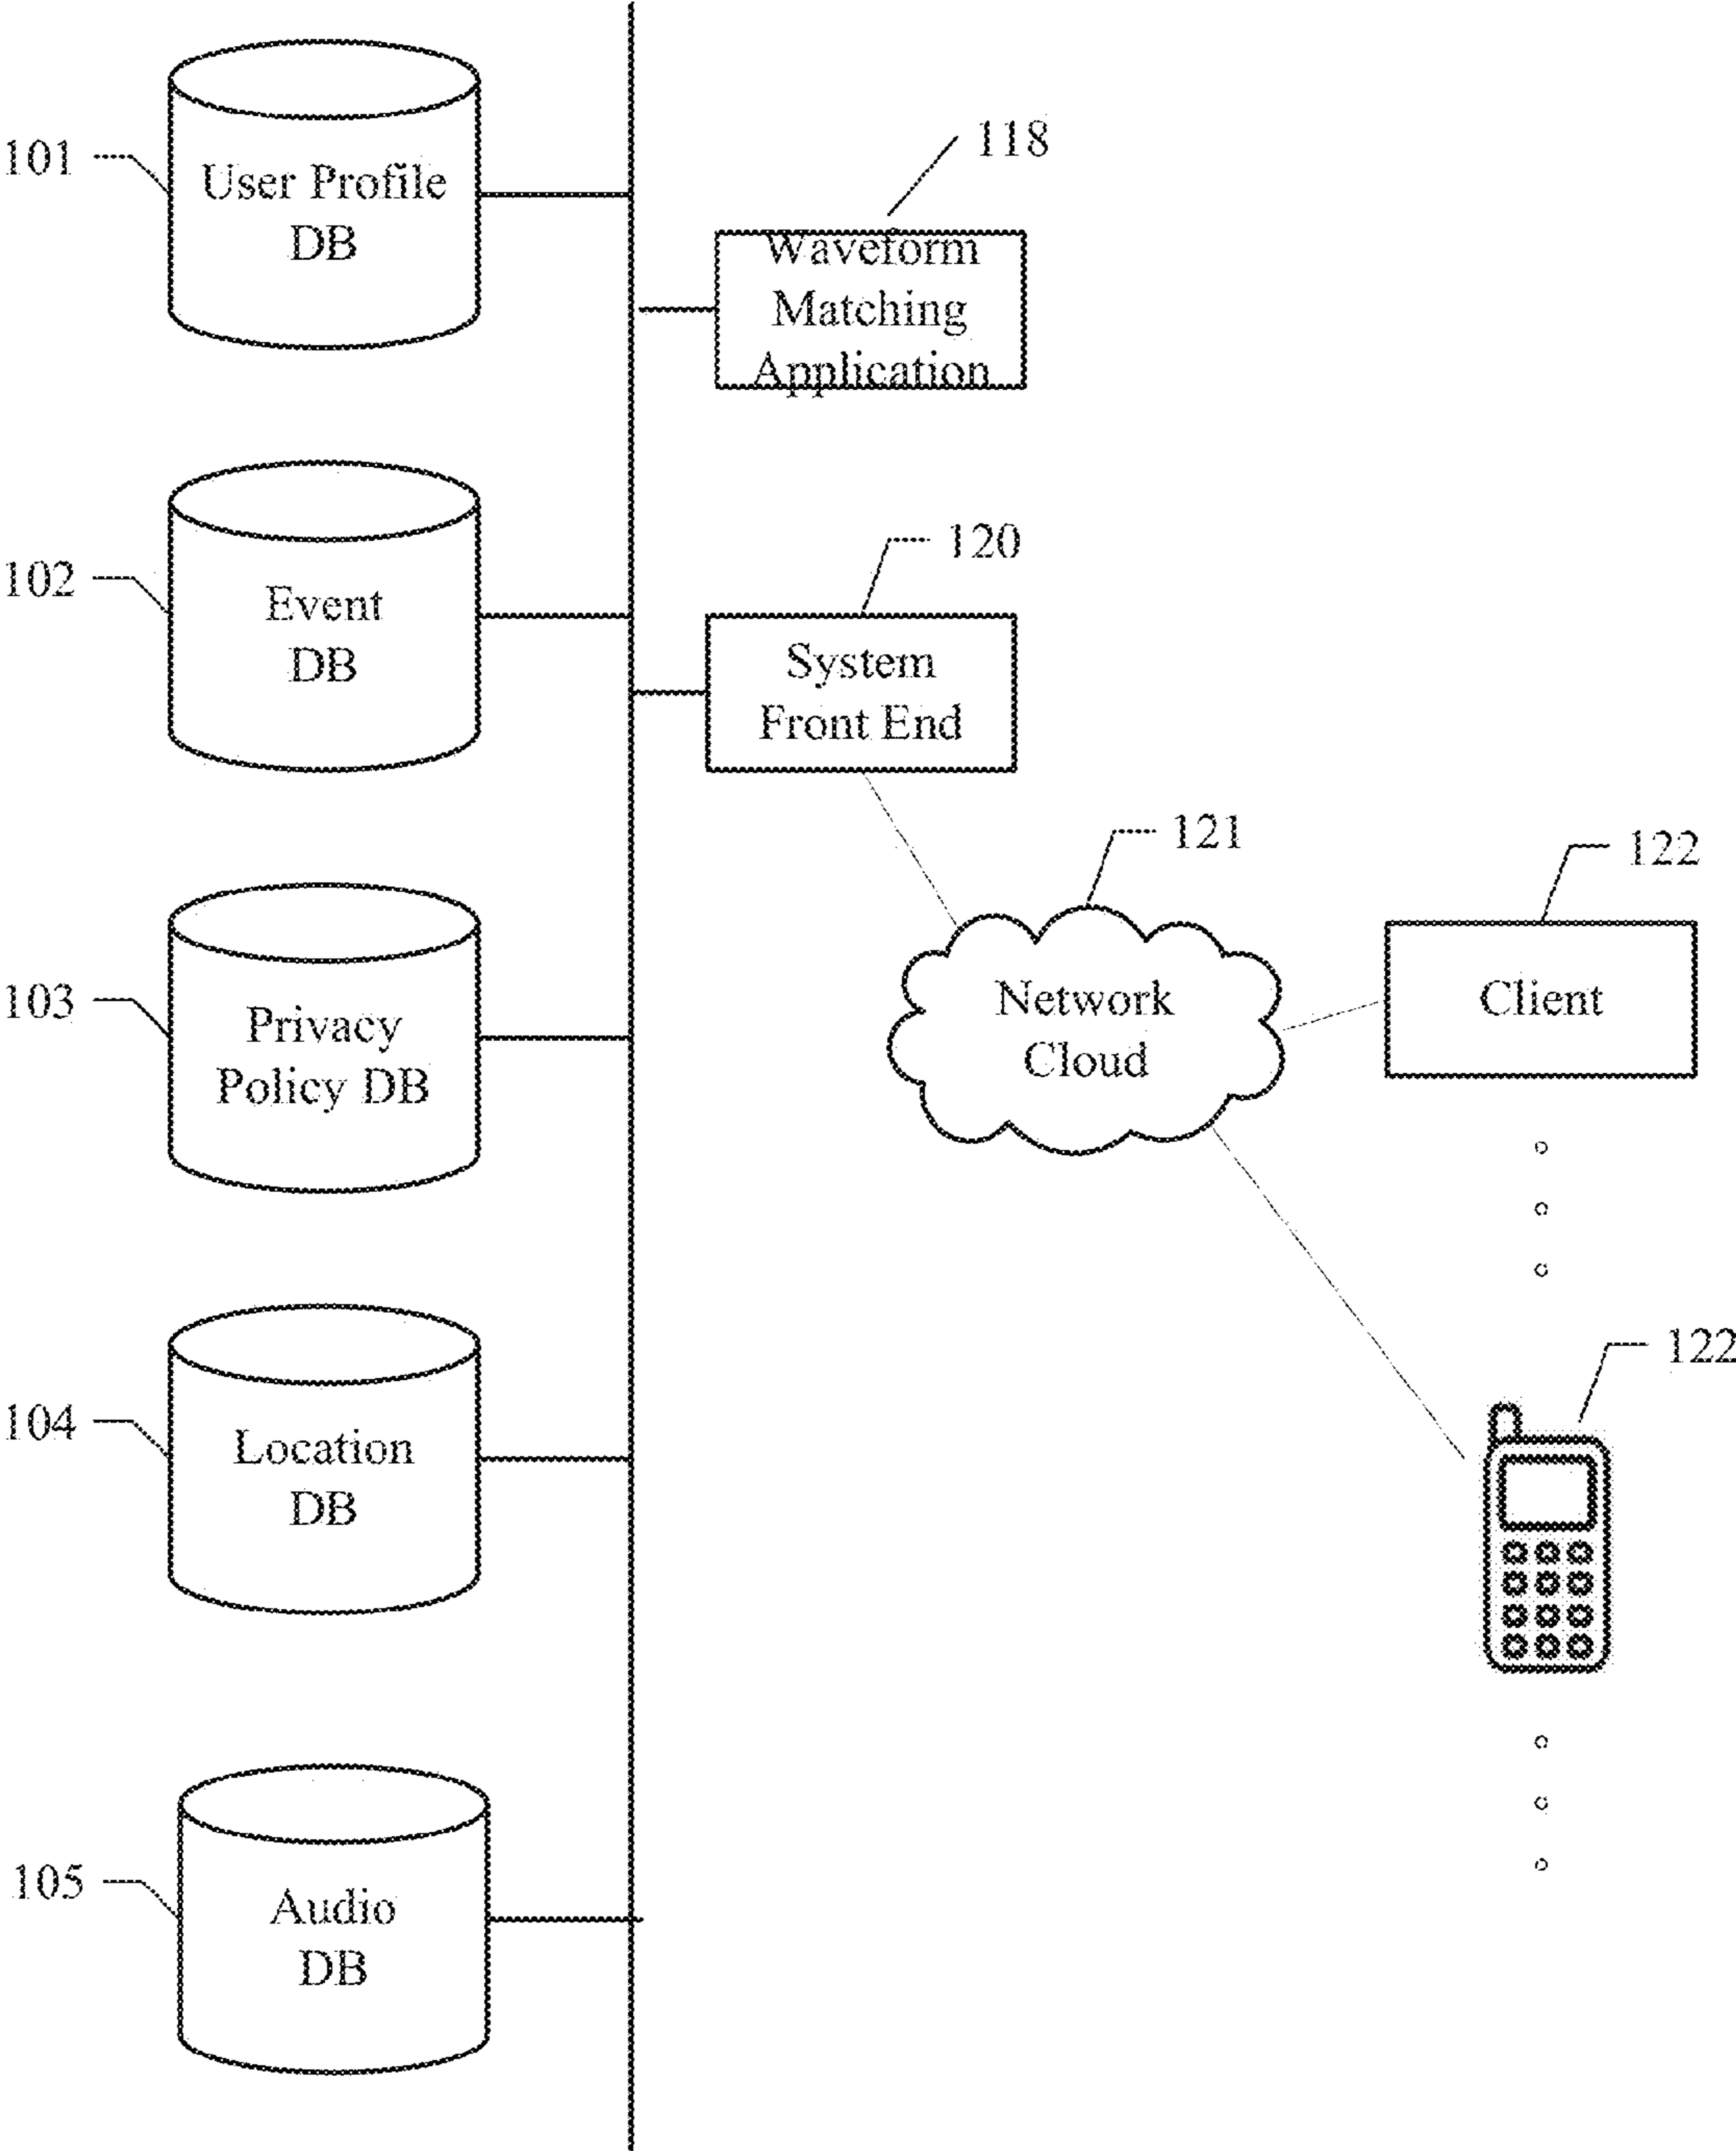 101
User Profile
DB
118
Waveform
Matching
Application
102
Event
DB
120
System
Front End
121
122
103
Privacy
Policy DB
Network
Cloud
Client
122
104
Location
DB
105
Audio
DB